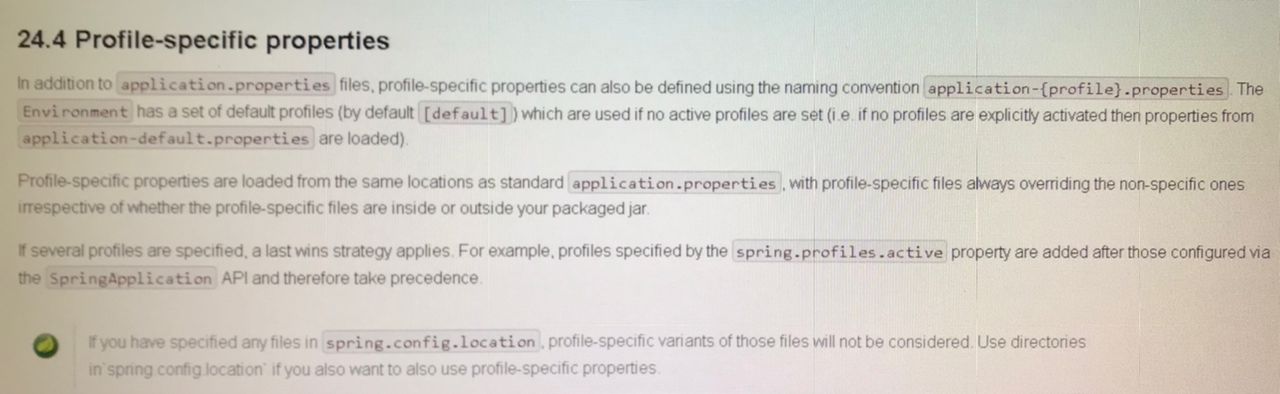 24.4 Profile-specific properties
In addition to application.properties files, profile-specific properties can also be defined using the naming convention application-{profile}.properties. The
Environment has a set of default profiles (by default [default]) which are used if no active profiles are set (i.e. if no profiles are explicitly activated then properties from
application-default.properties are loaded).
Profile-specific properties are loaded from the same locations as standard application.properties, with profile-specific files always overriding the non-specific ones
irrespective of whether the profile-specific files are inside or outside your packaged jar.
If several profiles are specified, a last wins strategy applies. For example, profiles specified by the spring.profiles.active property are added after those configured via
the SpringApplication API and therefore take precedence.
If you have specified any files in spring.config.location, profile-specific variants of those files will not be considered. Use directories
in`spring.config.location` if you also want to also use profile-specific properties.